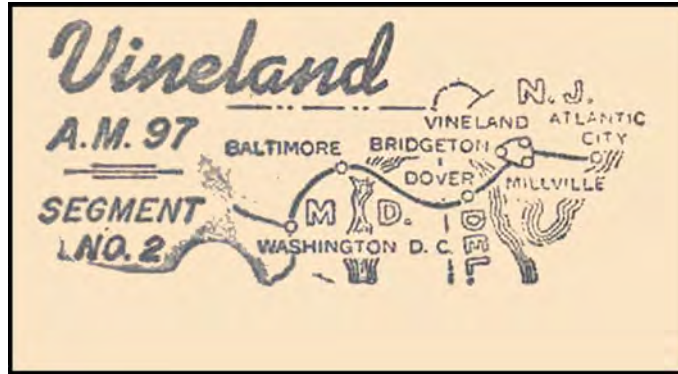 Vineland
A.M. 97
SEGMENT
NO. 2
N. J.
VINELAND
ATLANTIC
CITY
BALTIMORE
BRIDGETON
DOVER
MILLVILLE
M D.
DEL.
WASHINGTON D. C.